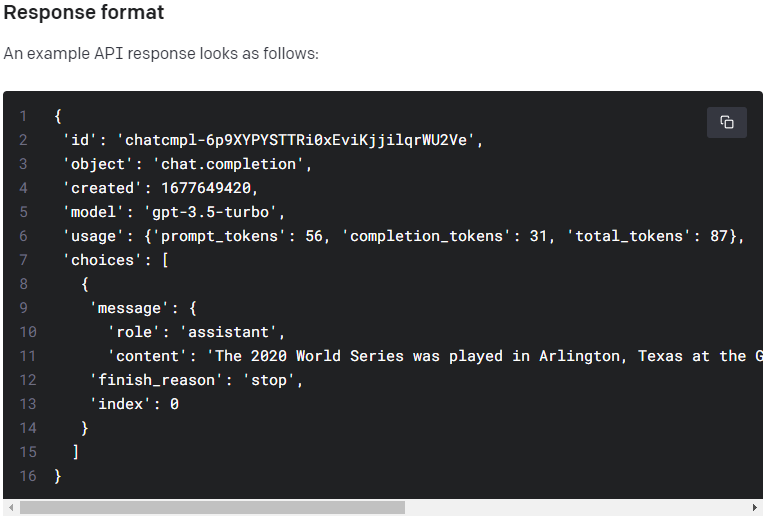 Response format
An example API response looks as follows:
1 {
2 'id': 'chatcmpl-6p9XYPYSTTRi0xEviKjjilqrWU2Ve',
3 'object': 'chat.completion',
4 'created': 1677649420,
5 'model': 'gpt-3.5-turbo',
6 'usage': {'prompt_tokens': 56, 'completion_tokens': 31, 'total_tokens': 87},
7 'choices': [
8 {
9 'message': {
10 'role': 'assistant',
11 'content': 'The 2020 World Series was played in Arlington, Texas at the G
12 'finish_reason': 'stop',
13 'index': 0
14 }
15 ]
16 }